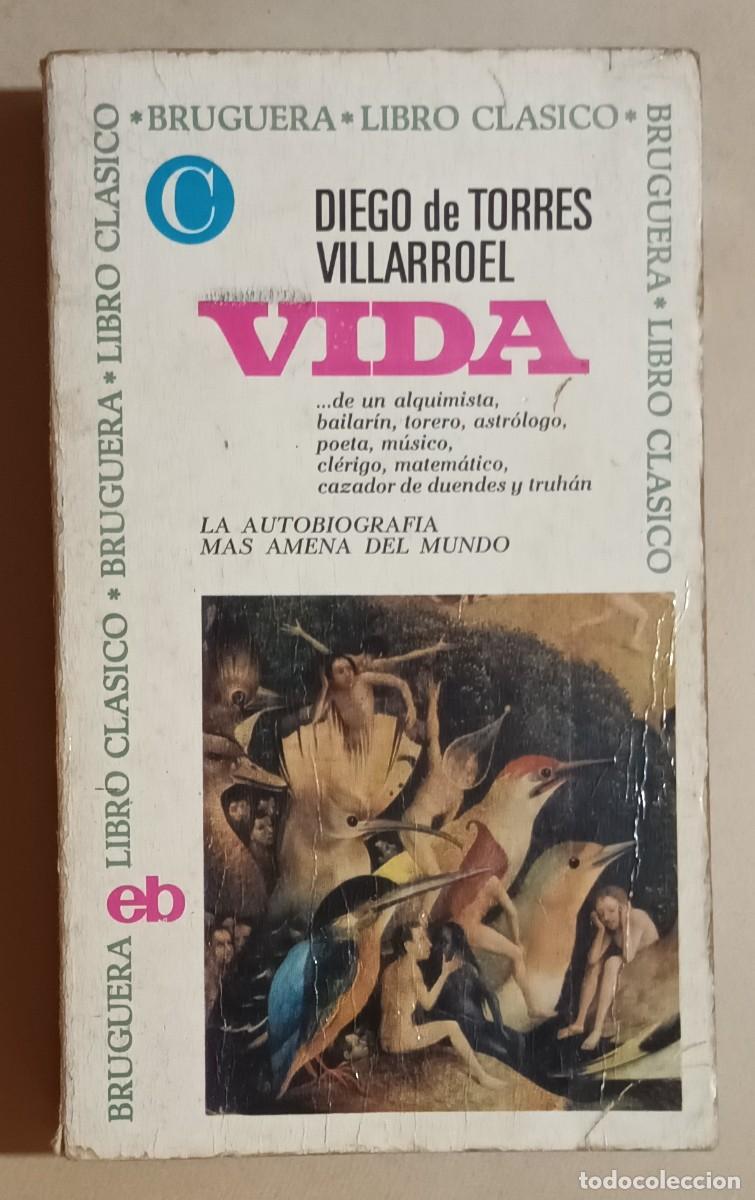 *BRUGUERA*LIBRO CLASICO*
BRUGUERA*LIBRO CLASICO
BRUGUERA LIBRO CLASICO*BRUGUERA*LIBRO CLASICO
C
DIEGO de TORRES
VILLARROEL
VIDA
...de un alquimista,
bailarín, torero, astrólogo,
poeta, músico,
clérigo, matemático,
cazador de duendes y truhán
LA AUTOBIOGRAFIA
MAS AMENA DEL MUNDO
eb
todocoleccion